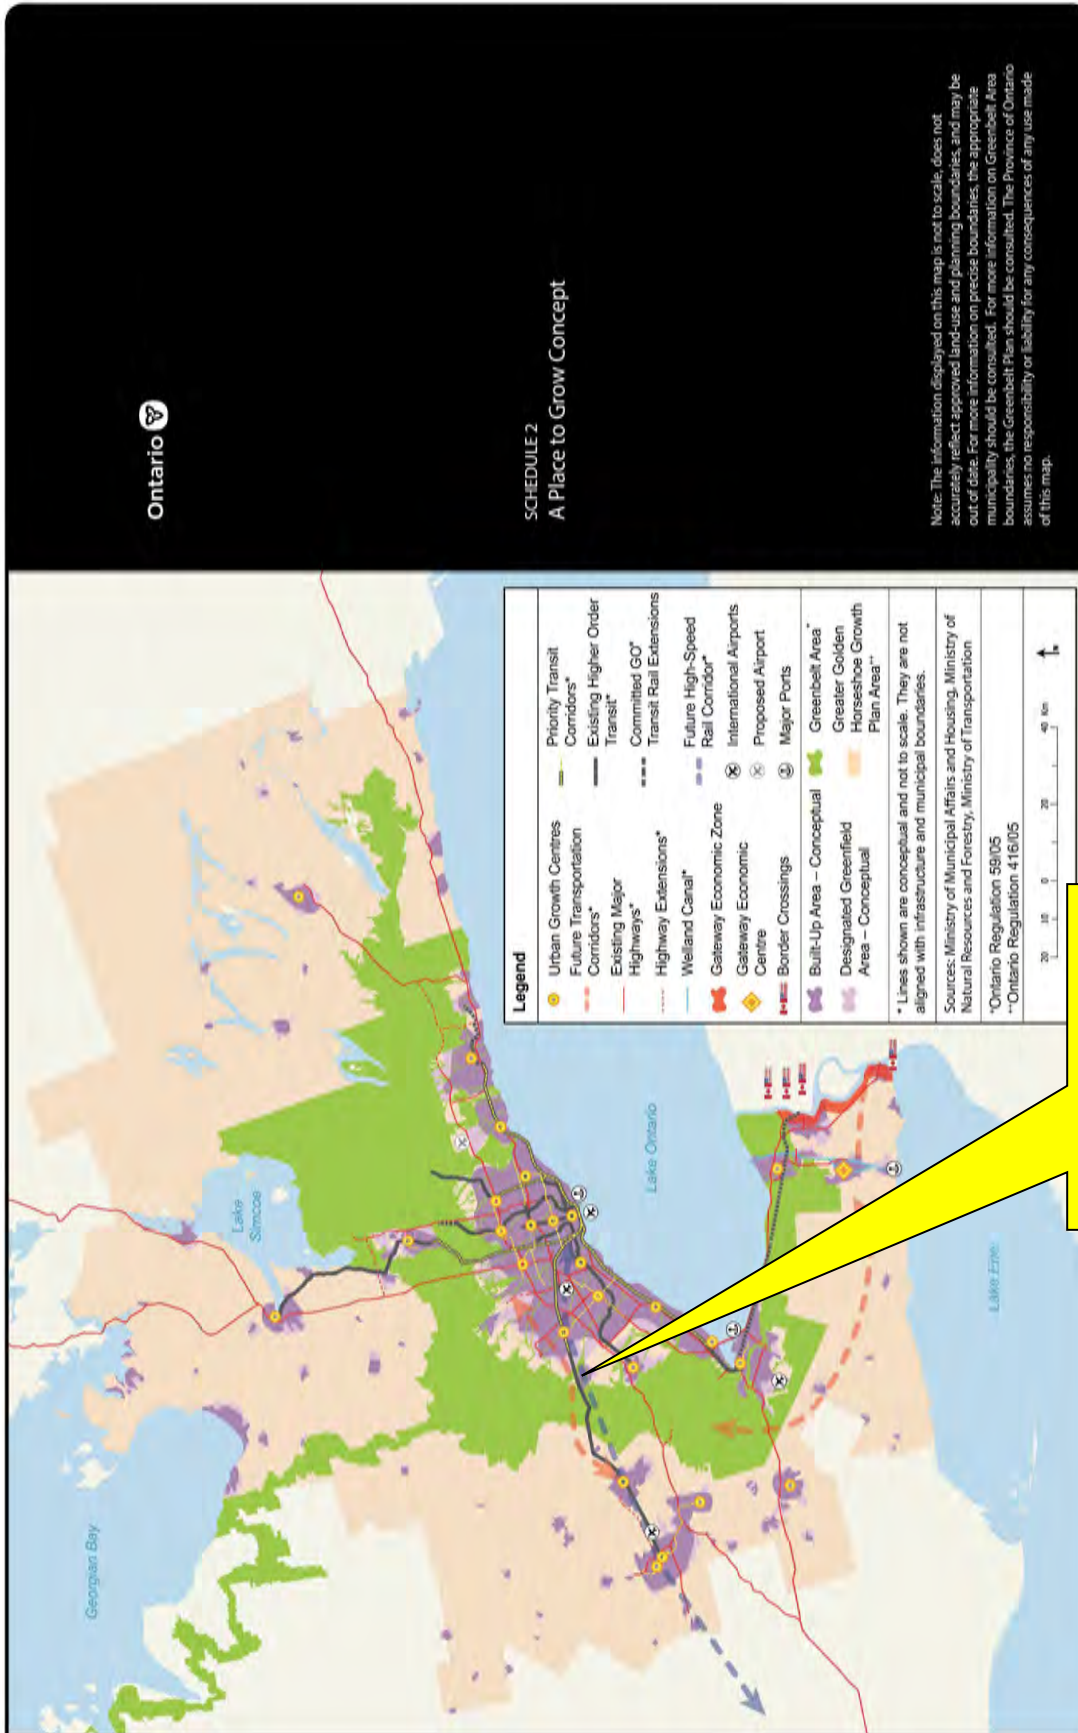 Ontario
SCHEDULE 2
A Place to Grow Concept
Note: The information displayed on this map is not to scale, does not
accurately reflect approved land-use and planning boundaries, and may be
out of date. For more information on precise boundaries, the appropriate
municipality should be consulted. For more information on Greenbelt Area
boundaries, the Greenbelt Plan should be consulted. The Province of Ontario
assumes no responsibility or liability for any consequences of any use made
of this map.
Georgian Bay
Lake
Simcoe
Lake Ontario
Lake Erie
Legend
Urban Growth Centres
Future Transportation
Corridors*
Existing Major
Highways*
Highway Extensions*
Welland Canal*
Gateway Economic Zone
Gateway Economic
Centre
Border Crossings
Priority Transit
Corridors*
Existing Higher Order
Transit*
Committed GO*
Transit Rail Extensions
Future High-Speed
Rail Corridor*
International Airports
Proposed Airport
Major Ports
Built-Up Area – Conceptual
Designated Greenfield
Area – Conceptual
Greenbelt Area*
Greater Golden
Horseshoe Growth
Plan Area**
* Lines shown are conceptual and not to scale. They are not
aligned with infrastructure and municipal boundaries.
Sources: Ministry of Municipal Affairs and Housing, Ministry of
Natural Resources and Forestry, Ministry of Transportation
*Ontario Regulation 59/05
**Ontario Regulation 416/05
20 10 0 20 40 Km